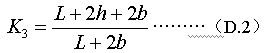 K₃ = (L + 2h + 2b) / (L + 2b) ……… （D.2）